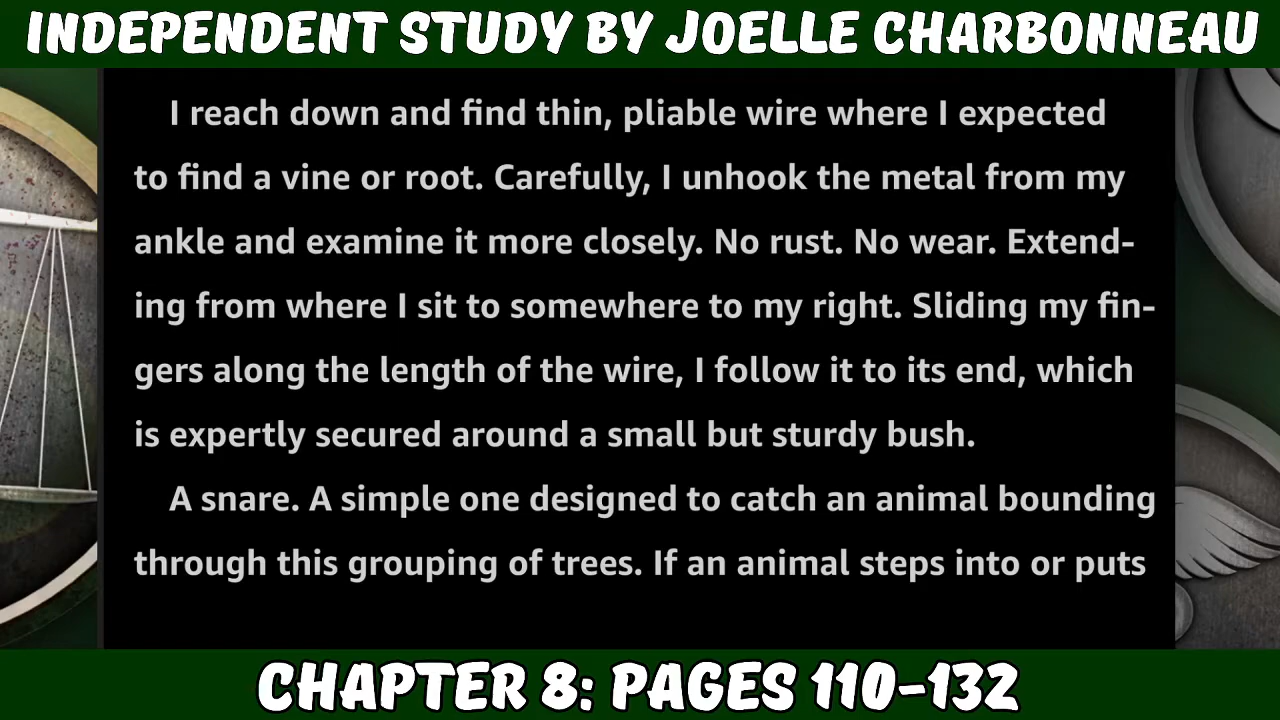 INDEPENDENT STUDY BY JOELLE CHARBONNEAU
I reach down and find thin, pliable wire where I expected
to find a vine or root. Carefully, I unhook the metal from my
ankle and examine it more closely. No rust. No wear. Extend-
ing from where I sit to somewhere to my right. Sliding my fin-
gers along the length of the wire, I follow it to its end, which
is expertly secured around a small but sturdy bush.
A snare. A simple one designed to catch an animal bounding
through this grouping of trees. If an animal steps into or puts
CHAPTER 8: PAGES 110-132